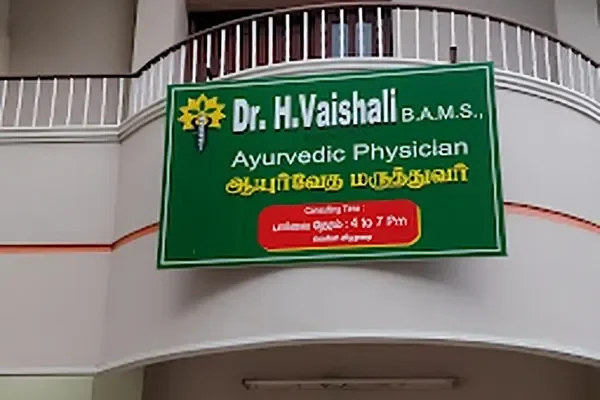 Dr. H.Vaishali B.A.M.S.,
Ayurvedic Physician
ஆயுர்வேத மருத்துவர்
Consulting Time :
பார்வை நேரம் : 4 to 7 Pm
விடுமுறை